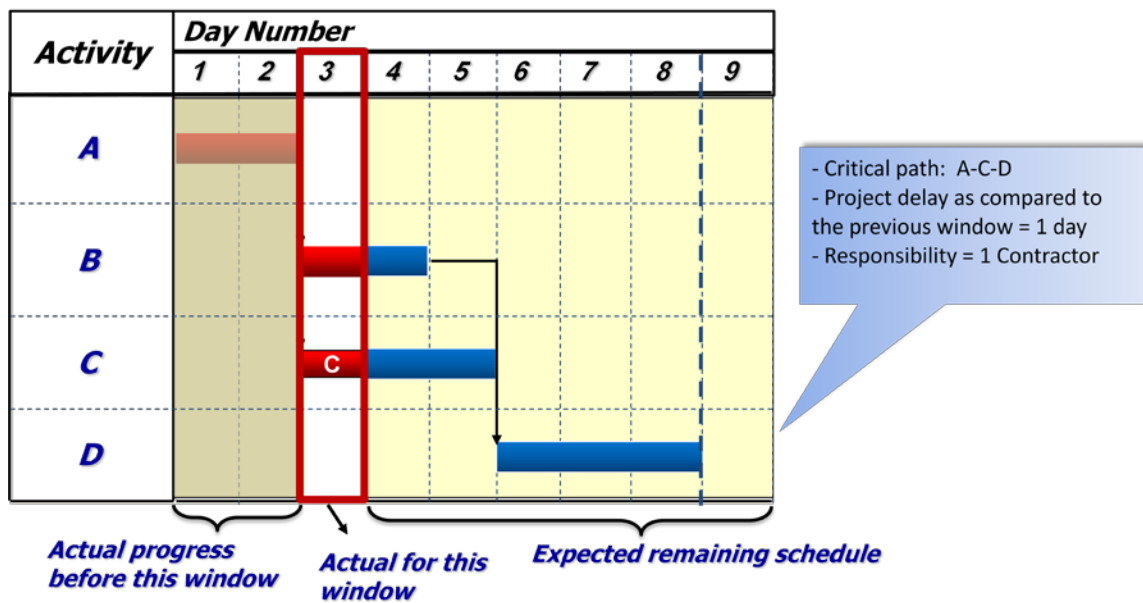 Activity
Day Number
1 2 3 4 5 6 7 8 9
A
B
C
C
D
- Critical path: A-C-D
- Project delay as compared to
the previous window = 1 day
- Responsibility = 1 Contractor
Actual progress
before this window
Actual for this
window
Expected remaining schedule